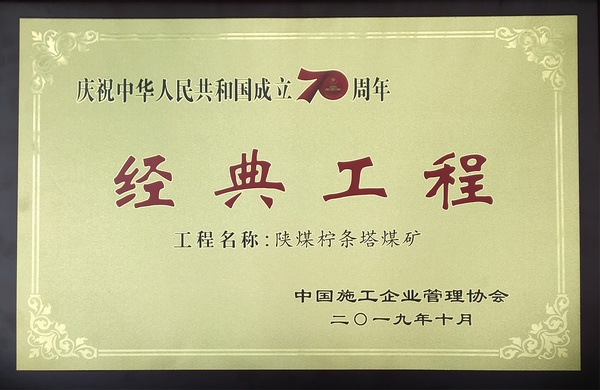 庆祝中华人民共和国成立70周年
经典工程
工程名称:陕煤柠条塔煤矿
中国施工企业管理协会
二〇一九年十月